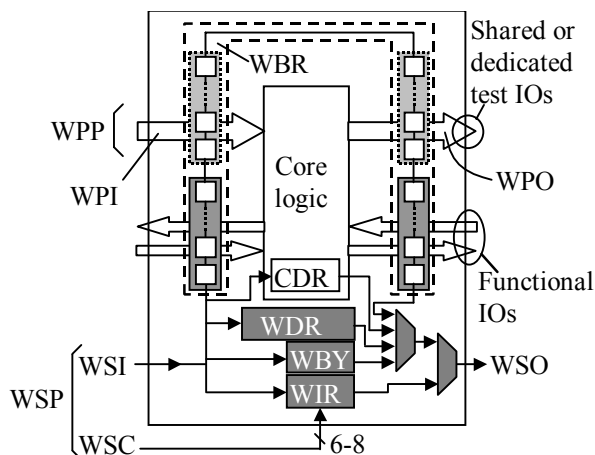 Shared or
dedicated
test IOs
WBR
WPP
WPI
Core
logic
WPO
CDR
Functional
IOs
WDR
WBY
WIR
WSI
WSO
WSP
WSC
6-8